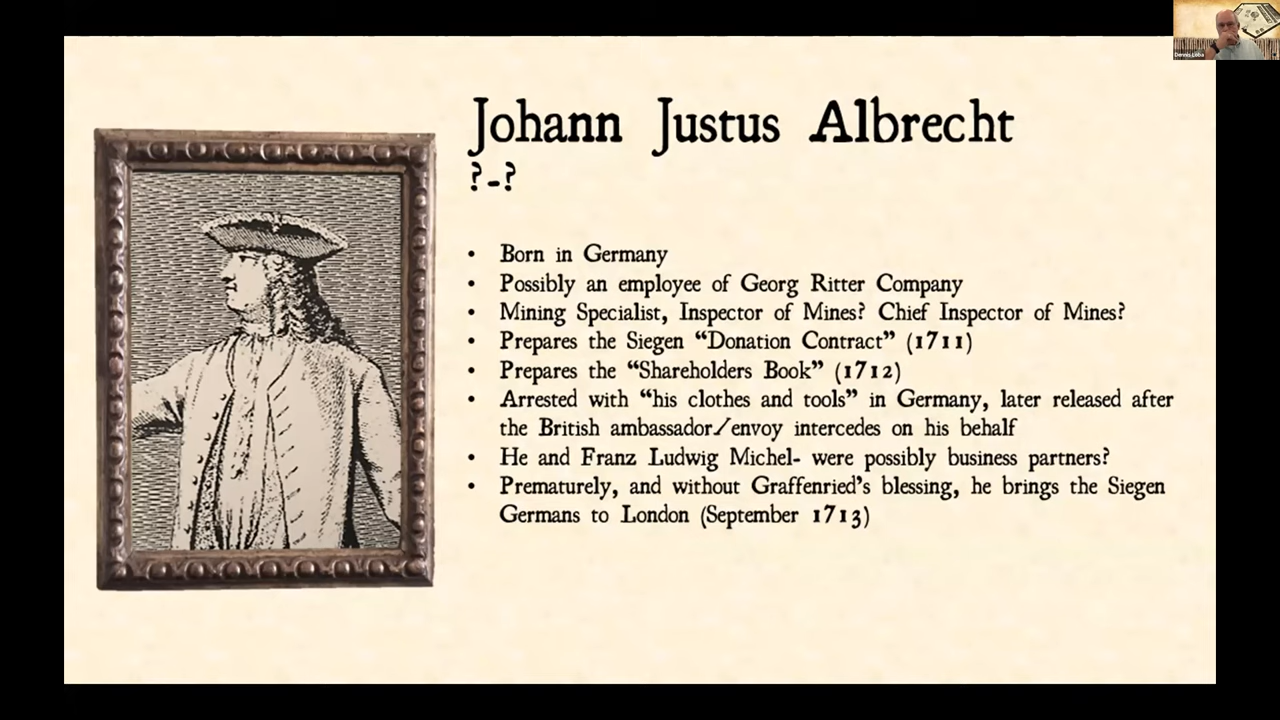 Johann Justus Albrecht
?-?
• Born in Germany
• Possibly an employee of Georg Ritter Company
• Mining Specialist, Inspector of Mines? Chief Inspector of Mines?
• Prepares the Siegen “Donation Contract” (1711)
• Prepares the “Shareholders Book” (1712)
• Arrested with “his clothes and tools” in Germany, later released after
the British ambassador/envoy intercedes on his behalf
• He and Franz Ludwig Michel- were possibly business partners?
• Prematurely, and without Graffenried’s blessing, he brings the Siegen
Germans to London (September 1713)
Dennis